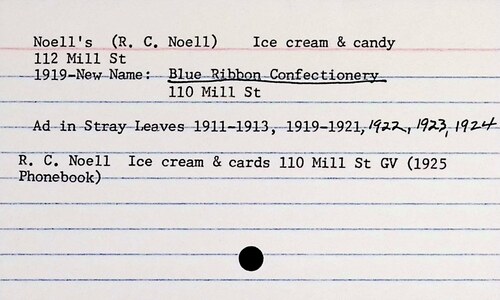 Noell's (R. C. Noell) Ice cream & candy
112 Mill St
1919-New Name: Blue Ribbon Confectionery
110 Mill St
Ad in Stray Leaves 1911-1913, 1919-1921, 1922, 1923, 1924
R. C. Noell Ice cream & cards 110 Mill St GV (1925
Phonebook)